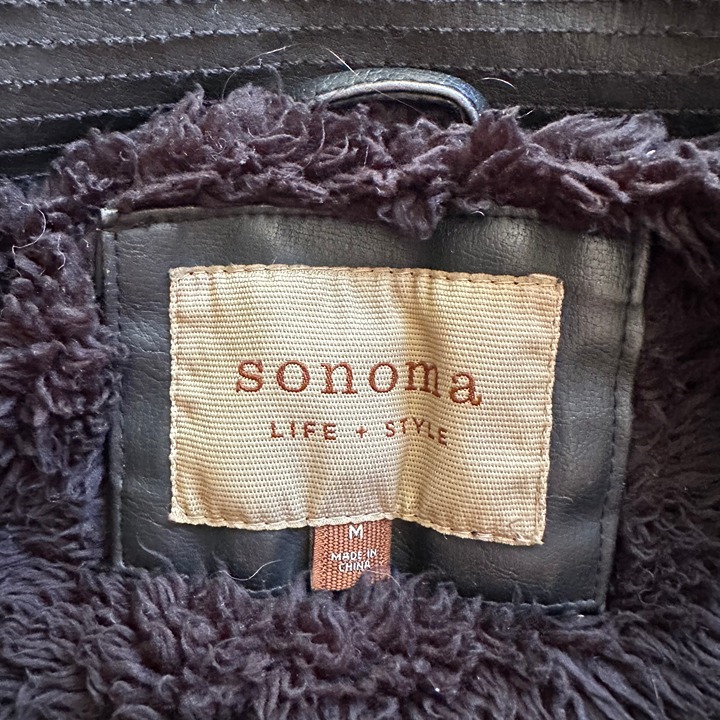 sonoma
LIFE + STYLE
M
MADE IN
CHINA